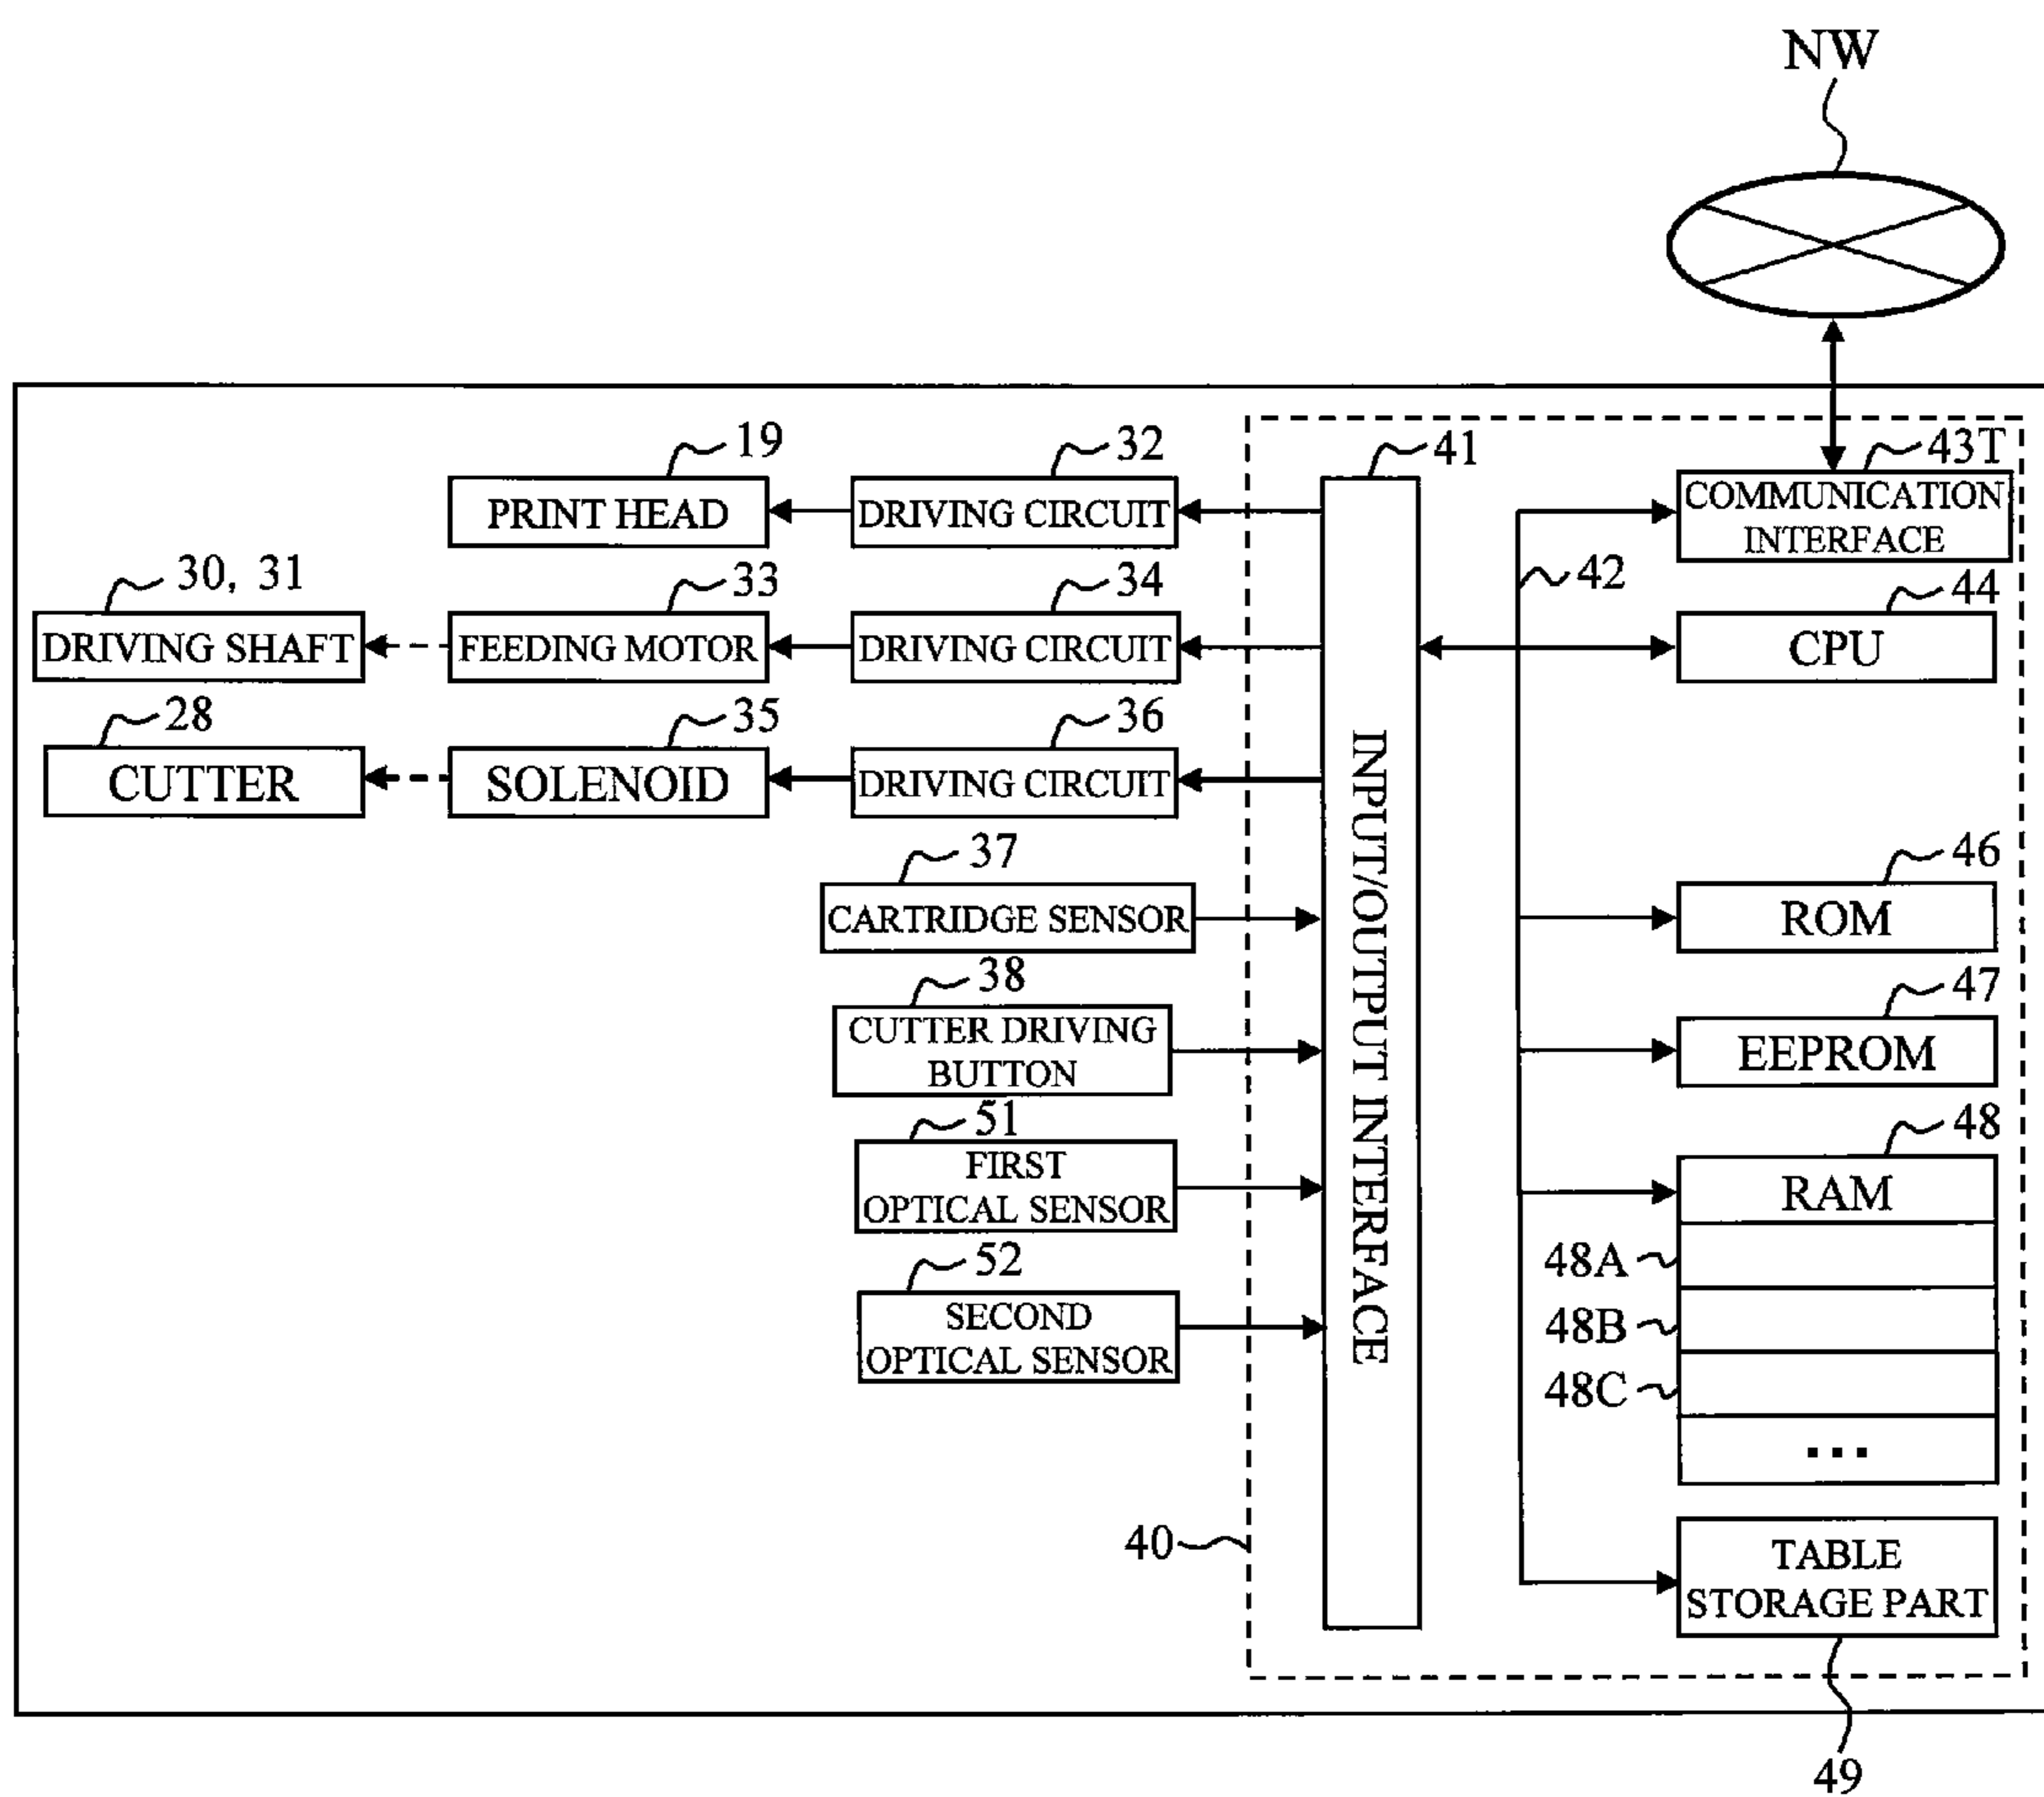 NW
19
32
41
43T
PRINT HEAD
DRIVING CIRCUIT
COMMUNICATION
INTERFACE
30, 31
33
34
42
44
DRIVING SHAFT
FEEDING MOTOR
DRIVING CIRCUIT
CPU
28
35
36
CUTTER
SOLENOID
DRIVING CIRCUIT
INPUT/OUTPUT INTERFACE
37
46
CARTRIDGE SENSOR
ROM
38
47
CUTTER DRIVING
BUTTON
EEPROM
51
48
FIRST
OPTICAL SENSOR
RAM
48A
52
SECOND
OPTICAL SENSOR
48B
48C
...
40
TABLE
STORAGE PART
49